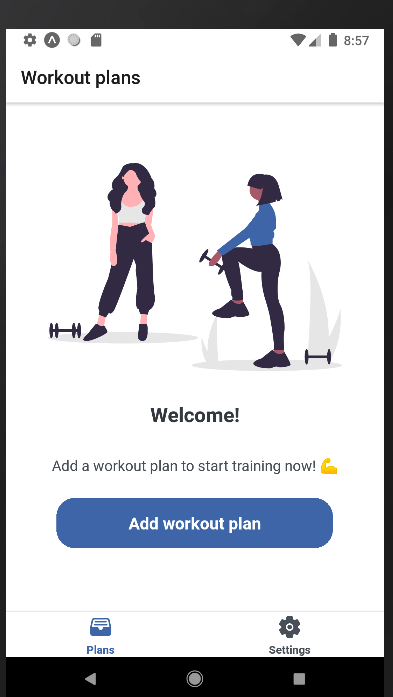 8:57
Workout plans
Welcome!
Add a workout plan to start training now! 💪
Add workout plan
Plans
Settings